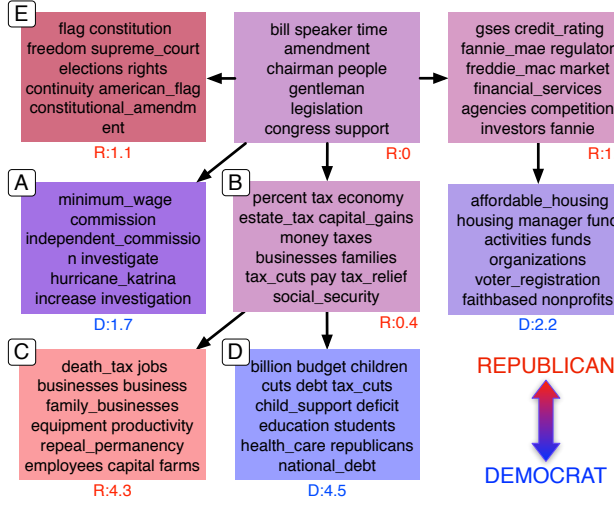 E
flag constitution
freedom supreme_court
elections rights
continuity american_flag
constitutional_amendm
ent
R:1.1
bill speaker time
amendment
chairman people
gentleman
legislation
congress support
R:0
gses credit_rating
fannie_mae regulator
freddie_mac market
financial_services
agencies competition
investors fannie
R:1
A
minimum_wage
commission
independent_commissio
n investigate
hurricane_katrina
increase investigation
D:1.7
B
percent tax economy
estate_tax capital_gains
money taxes
businesses families
tax_cuts pay tax_relief
social_security
R:0.4
affordable_housing
housing manager fund
activities funds
organizations
voter_registration
faithbased nonprofits
D:2.2
C
death_tax jobs
businesses business
family_businesses
equipment productivity
repeal_permanency
employees capital farms
R:4.3
D
billion budget children
cuts debt tax_cuts
child_support deficit
education students
health_care republicans
national_debt
D:4.5
REPUBLICAN
DEMOCRAT